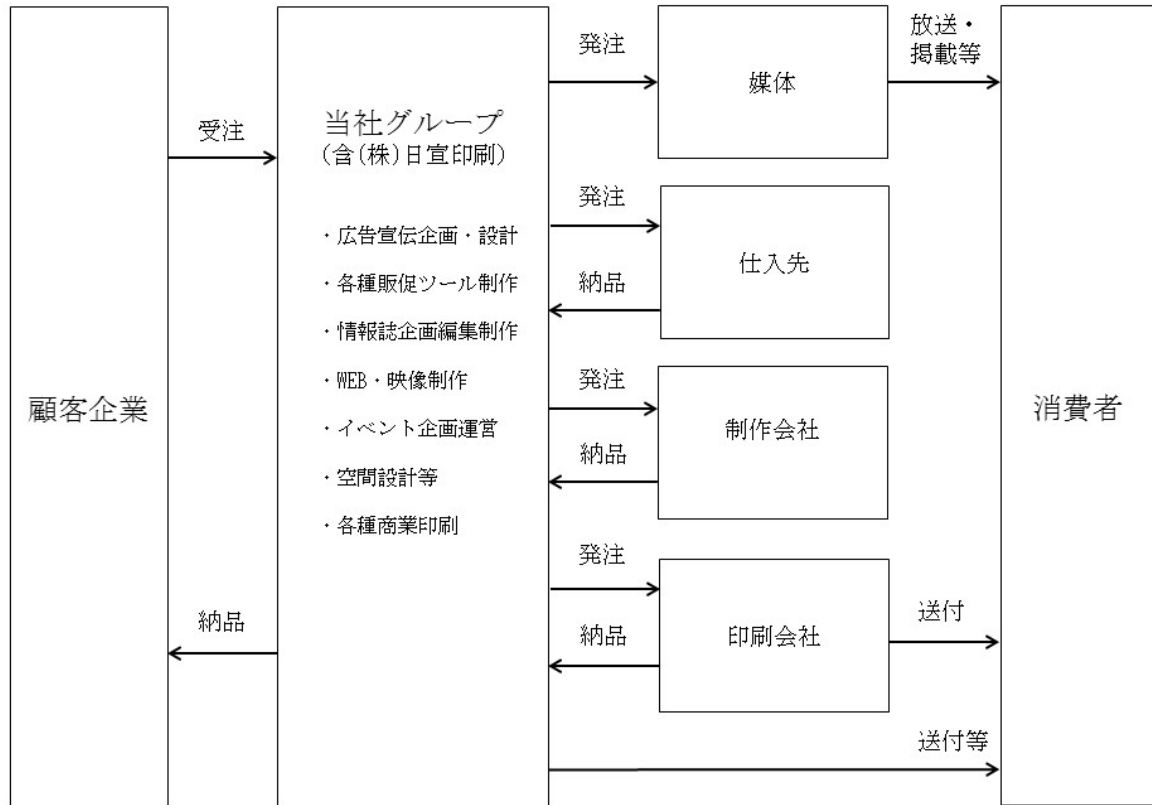 顧客企業
受注
納品
当社グループ
(含(株)日宣印刷)
・広告宣伝企画・設計
・各種販促ツール制作
・情報誌企画編集制作
・WEB・映像制作
・イベント企画運営
・空間設計等
・各種商業印刷
発注
媒体
放送・
掲載等
発注
仕入先
納品
発注
制作会社
納品
発注
印刷会社
納品
送付
送付等
消費者